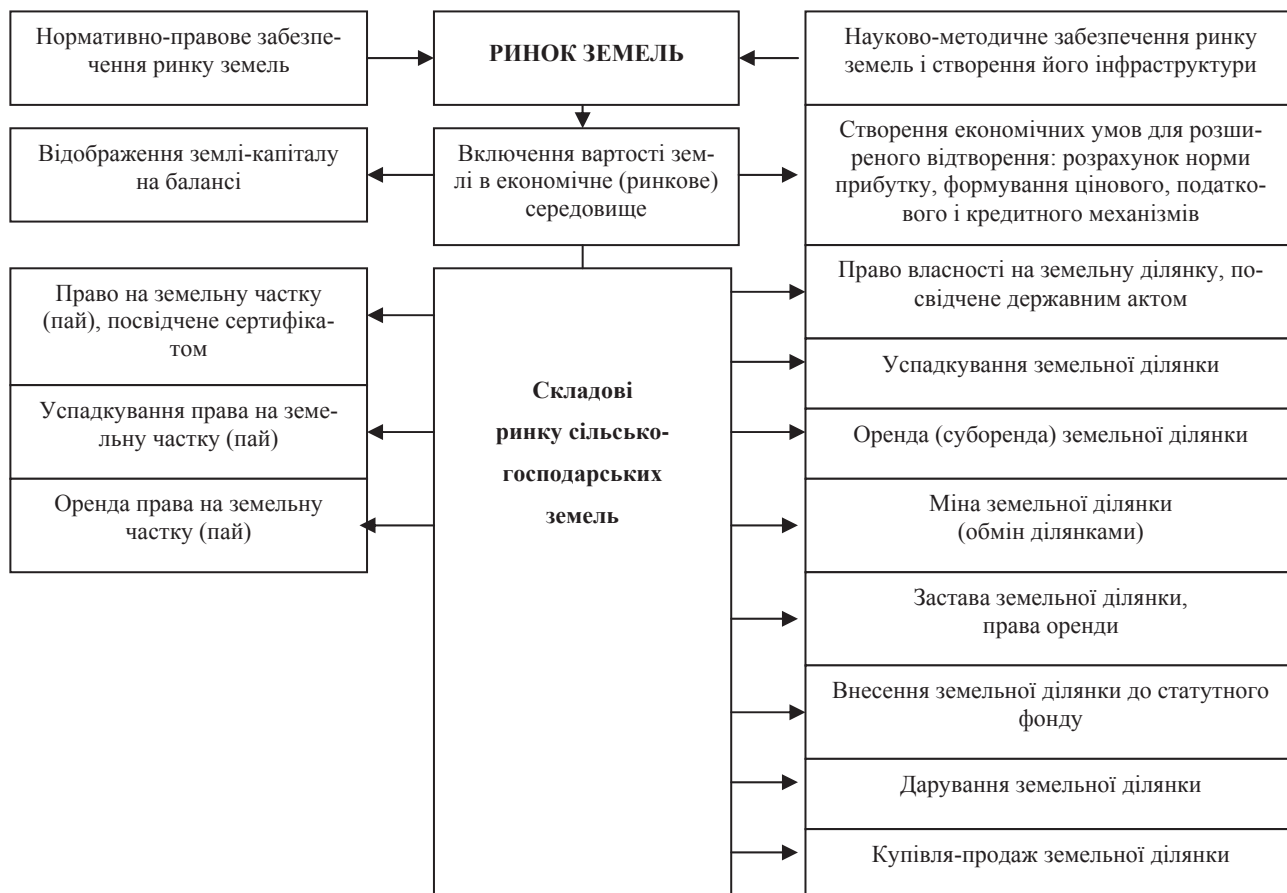 Нормативно-правове забезпе-
чення ринку земель
РИНОК ЗЕМЕЛЬ
Науково-методичне забезпечення ринку
земель і створення його інфраструктури
Відображення землі-капіталу
на балансі
Включення вартості зем-
лі в економічне (ринкове)
середовище
Створення економічних умов для розши-
реного відтворення: розрахунок норми
прибутку, формування цінового, податко-
вого і кредитного механізмів
Право на земельну частку
(пай), посвідчене сертифіка-
том
Успадкування права на земе-
льну частку (пай)
Оренда права на земельну
частку (пай)
Складові
ринку сільсько-
господарських
земель
Право власності на земельну ділянку, по-
свідчене державним актом
Успадкування земельної ділянки
Оренда (суборенда) земельної ділянки
Міна земельної ділянки
(обмін ділянками)
Застава земельної ділянки,
права оренди
Внесення земельної ділянки до статутного
фонду
Дарування земельної ділянки
Купівля-продаж земельної ділянки